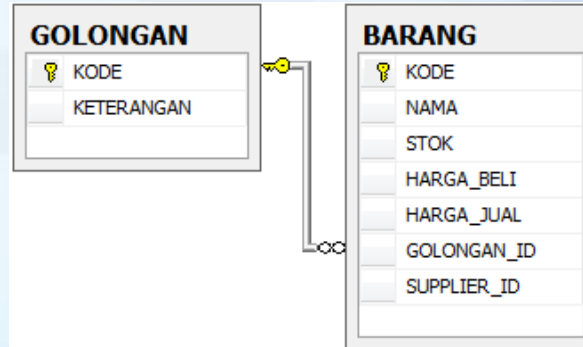 GOLONGAN
KODE
KETERANGAN
BARANG
KODE
NAMA
STOK
HARGA_BELI
HARGA_JUAL
GOLONGAN_ID
SUPPLIER_ID